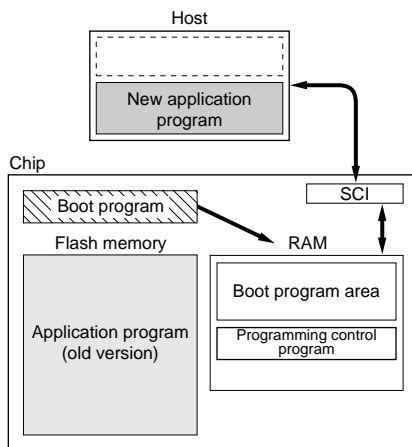 Host
New application
program
Chip
SCI
Boot program
Flash memory
RAM
Application program
(old version)
Boot program area
Programming control
program